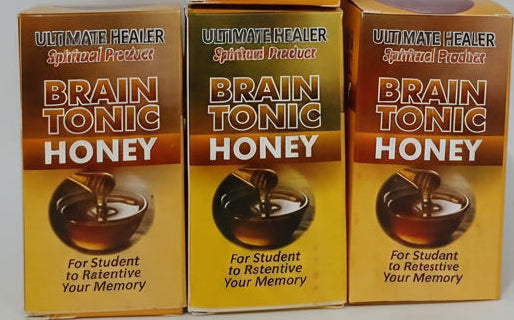 ULTIMATE HEALER
Spiritual Product
BRAIN
TONIC
HONEY
For Student
to Ratentive
Your Memory
ULTIMATE HEALER
Spiritual Product
BRAIN
TONIC
HONEY
For Student
to Rstentive
Your Memory
ULTIMATE HEALER
Spiritual Product
BRAIN
TONIC
HONEY
For Studant
to Retestive
Your Memory